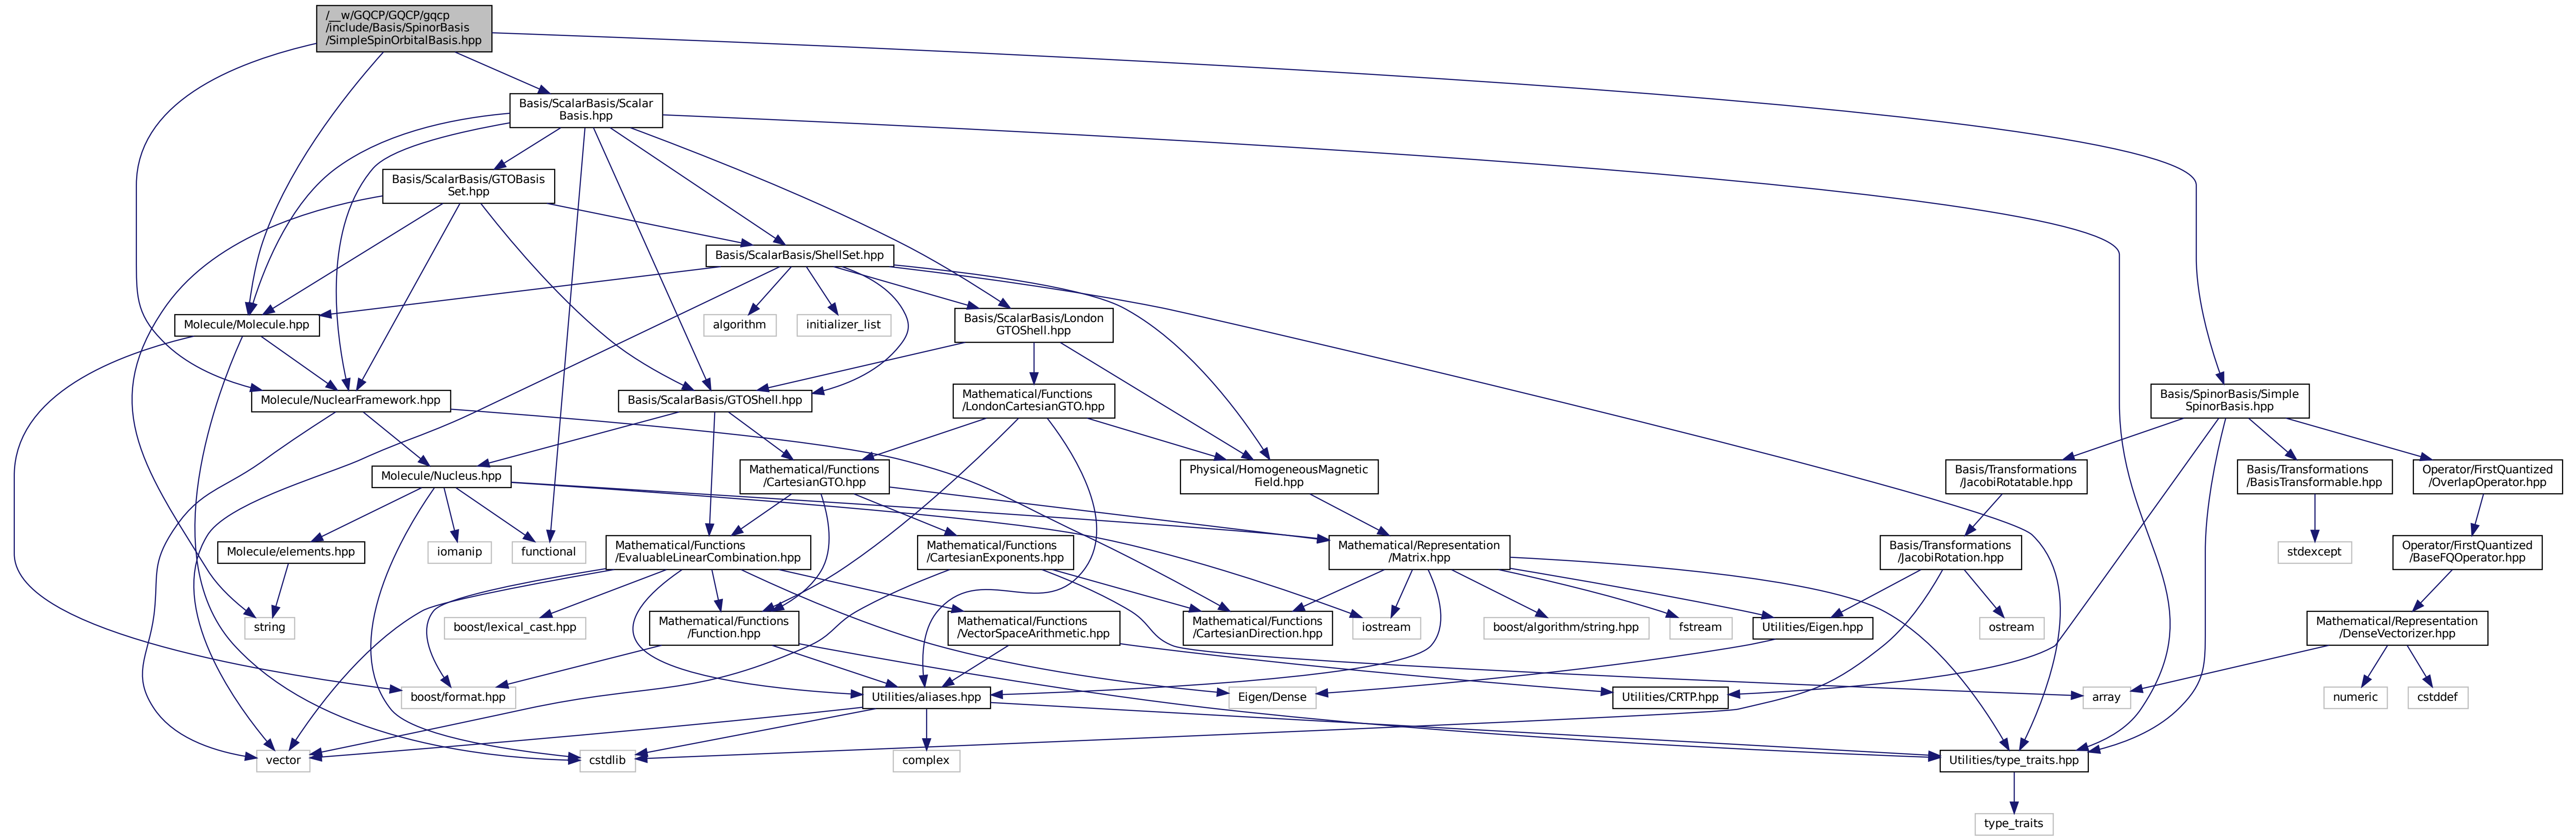 /__w/GQCP/GQCP/gqcp
/include/Basis/SpinorBasis
/SimpleSpinOrbitalBasis.hpp
Basis/ScalarBasis/Scalar
Basis.hpp
Basis/ScalarBasis/GTOBasis
Set.hpp
Basis/ScalarBasis/ShellSet.hpp
Molecule/Molecule.hpp
algorithm
initializer_list
Basis/ScalarBasis/London
GTOShell.hpp
Molecule/NuclearFramework.hpp
Basis/ScalarBasis/GTOShell.hpp
Mathematical/Functions
/LondonCartesianGTO.hpp
Basis/SpinorBasis/Simple
SpinorBasis.hpp
Molecule/Nucleus.hpp
Mathematical/Functions
/CartesianGTO.hpp
Physical/HomogeneousMagnetic
Field.hpp
Basis/Transformations
/JacobiRotatable.hpp
Basis/Transformations
/BasisTransformable.hpp
Operator/FirstQuantized
/OverlapOperator.hpp
Molecule/elements.hpp
iomanip
functional
Mathematical/Functions
/EvaluableLinearCombination.hpp
Mathematical/Functions
/CartesianExponents.hpp
Mathematical/Representation
/Matrix.hpp
Basis/Transformations
/JacobiRotation.hpp
stdexcept
Operator/FirstQuantized
/BaseFQOperator.hpp
string
boost/lexical_cast.hpp
Mathematical/Functions
/Function.hpp
Mathematical/Functions
/VectorSpaceArithmetic.hpp
Mathematical/Functions
/CartesianDirection.hpp
iostream
boost/algorithm/string.hpp
fstream
Utilities/Eigen.hpp
ostream
Mathematical/Representation
/DenseVectorizer.hpp
boost/format.hpp
Utilities/aliases.hpp
Eigen/Dense
Utilities/CRTP.hpp
array
numeric
cstddef
vector
cstdlib
complex
Utilities/type_traits.hpp
type_traits